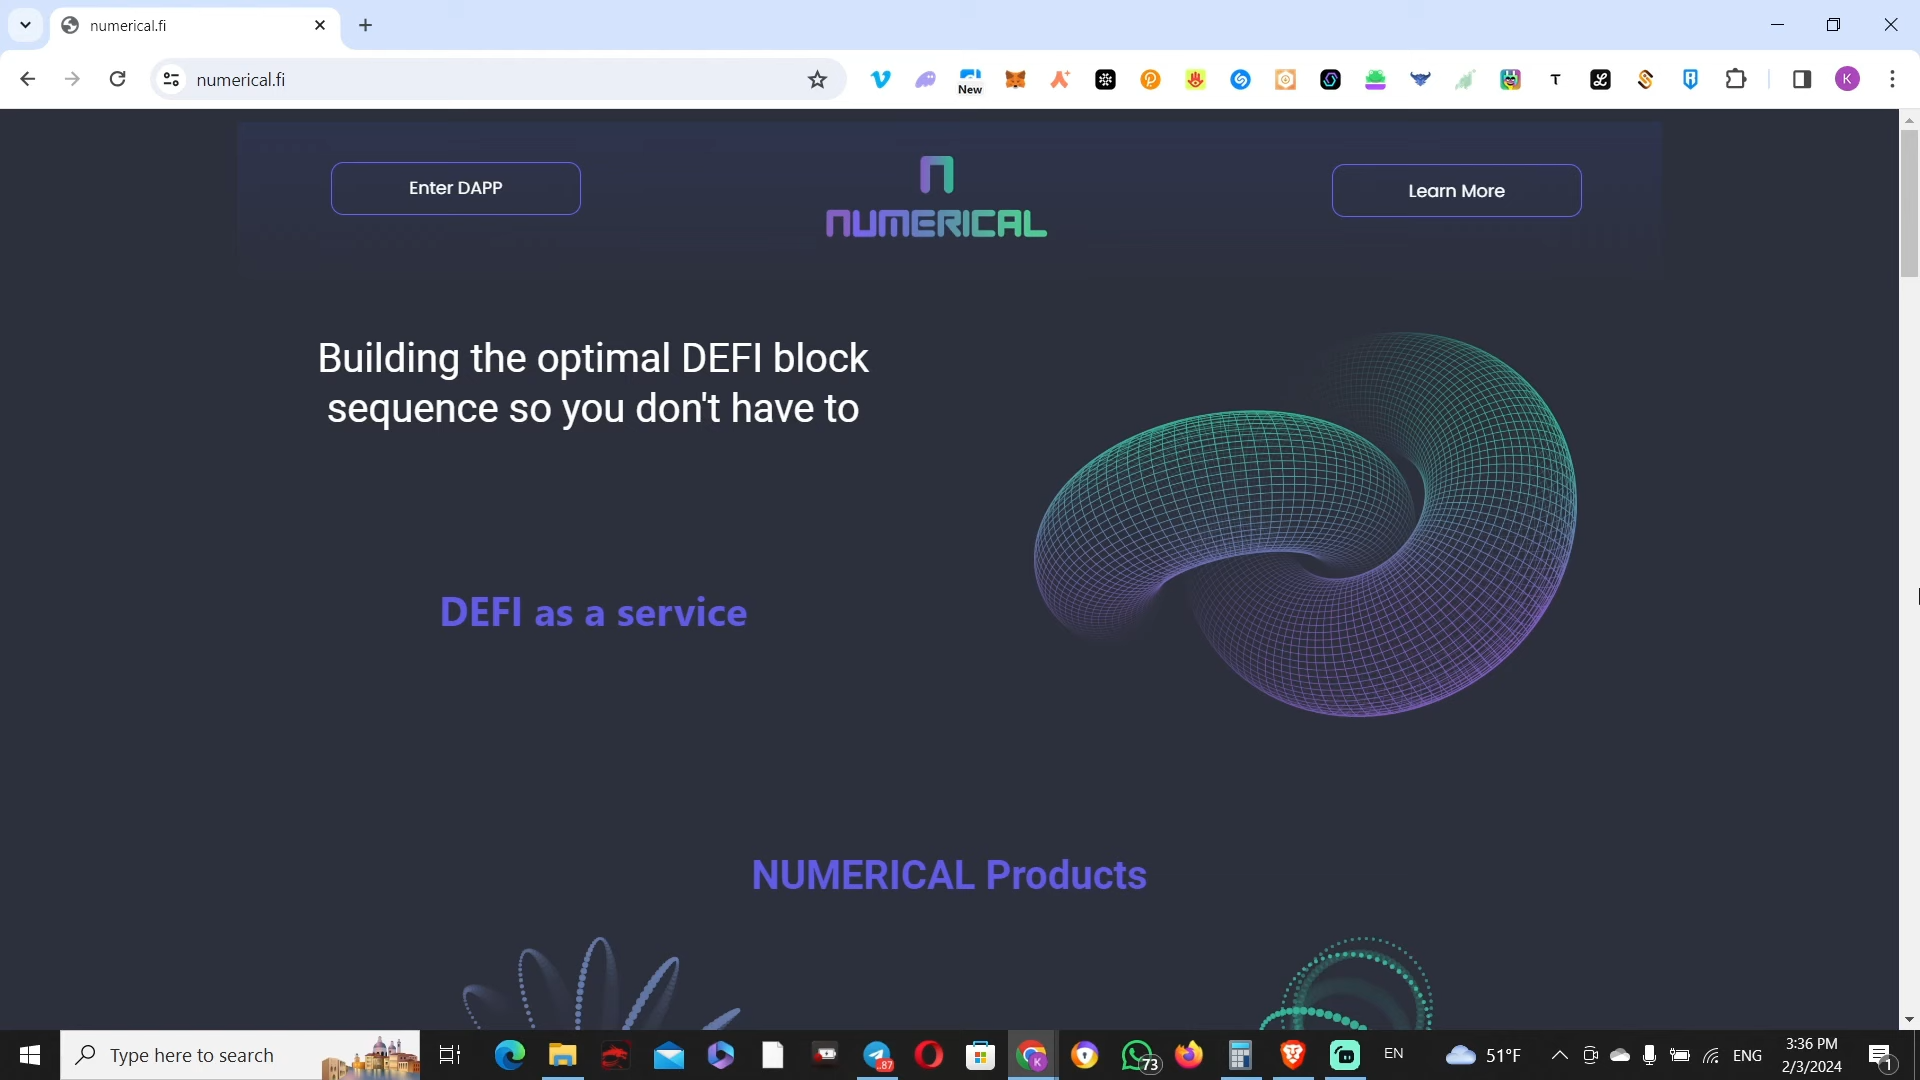 numerical.fi
numerical.fi
New
T
K
Enter DAPP
NUMERICAL
Learn More
Building the optimal DEFI block
sequence so you don't have to
DEFI as a service
NUMERICAL Products
Type here to search
87
K
73
EN
51°F
ENG
3:36 PM
2/3/2024
1